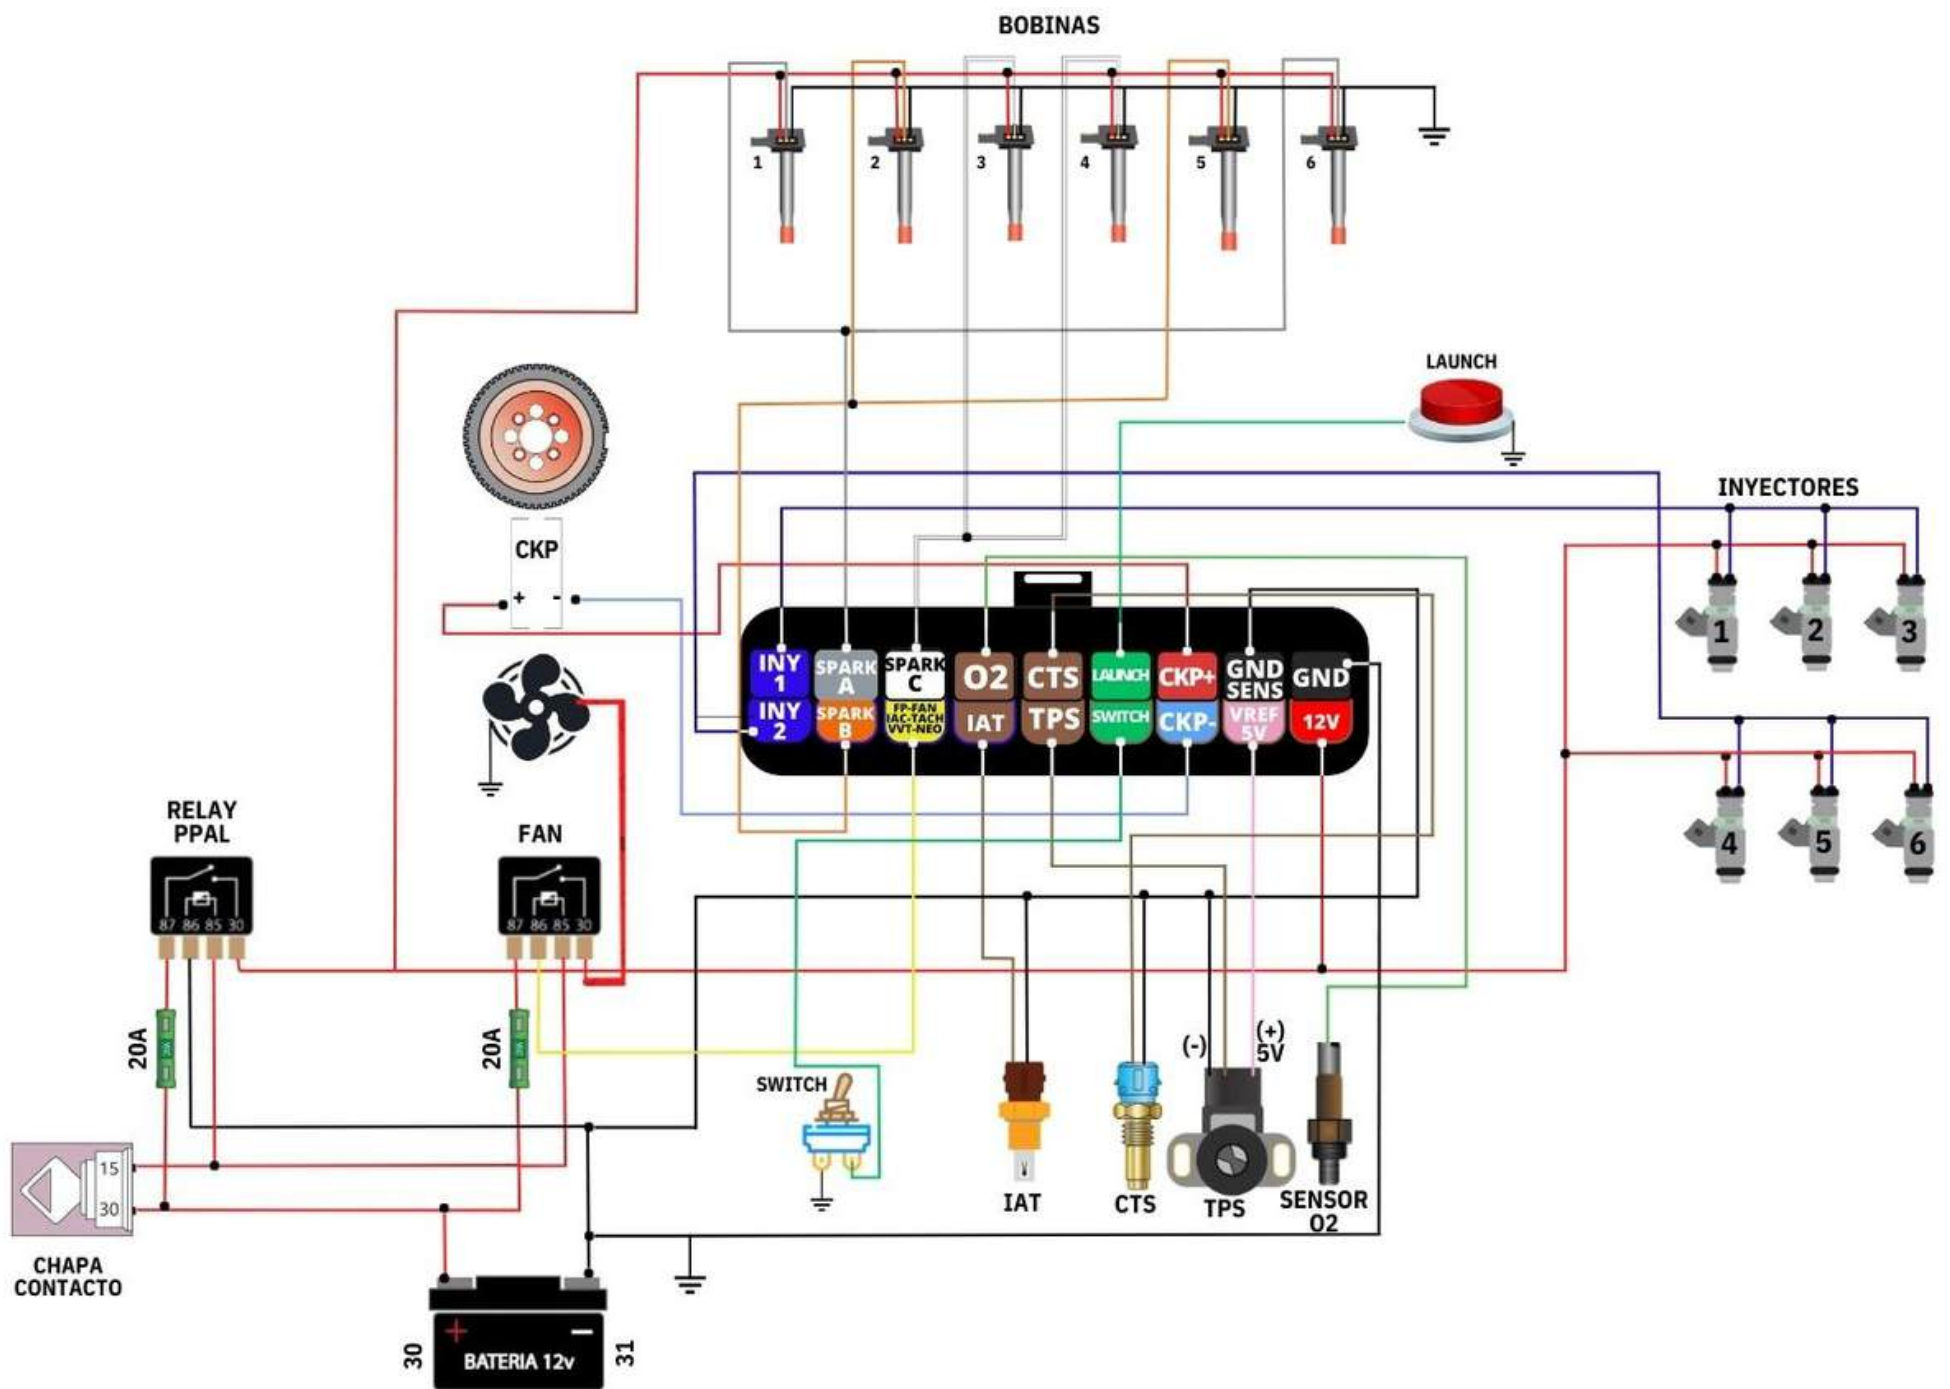 BOBINAS
1
2
3
4
5
6
LAUNCH
INYECTORES
1
2
3
4
5
6
CKP
+ -
INY
1
SPARK
A
SPARK
C
O2
CTS
LAUNCH
CKP+
GND
SENS
GND
INY
2
SPARK
B
FP-FAN
IAC-TACH
VVT-NEO
IAT
TPS
SWITCH
CKP-
VREF
5V
12V
RELAY
PPAL
87 86 85 30
FAN
87 86 85 30
20A
20A
SWITCH
(-)
(+)
5V
IAT
CTS
TPS
SENSOR
O2
15
30
CHAPA
CONTACTO
30
+ -
BATERIA 12v
31